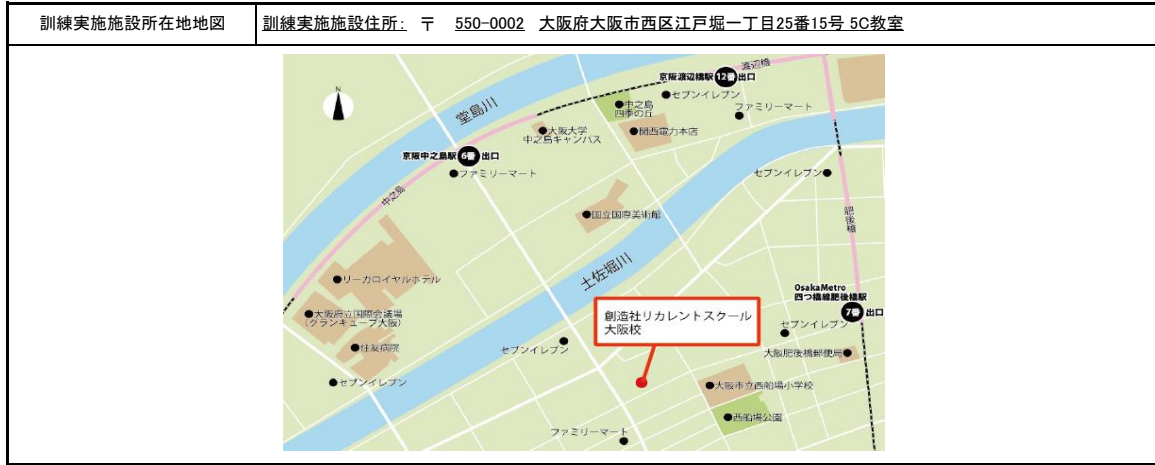 訓練実施施設所在地地図
訓練実施施設住所: 〒 550-0002 大阪府大阪市西区江戸堀一丁目25番15号 5C教室
渡辺橋
京阪渡辺橋駅 12番 出口
セブンイレブン
中之島
四季の丘
ファミリーマート
N
堂島川
大阪大学
中之島キャンパス
関西電力本店
京阪中之島駅 6番 出口
ファミリーマート
セブンイレブン
中之島
国立国際美術館
肥後橋
土佐堀川
リーガロイヤルホテル
OsakaMetro
四つ橋線肥後橋駅
7番 出口
大阪府立国際会議場
(グランキューブ大阪)
創造社リカレントスクール
大阪校
セブンイレブン
住友病院
セブンイレブン
大阪肥後橋郵便局
セブンイレブン
大阪市立西船場小学校
西船場公園
ファミリーマート